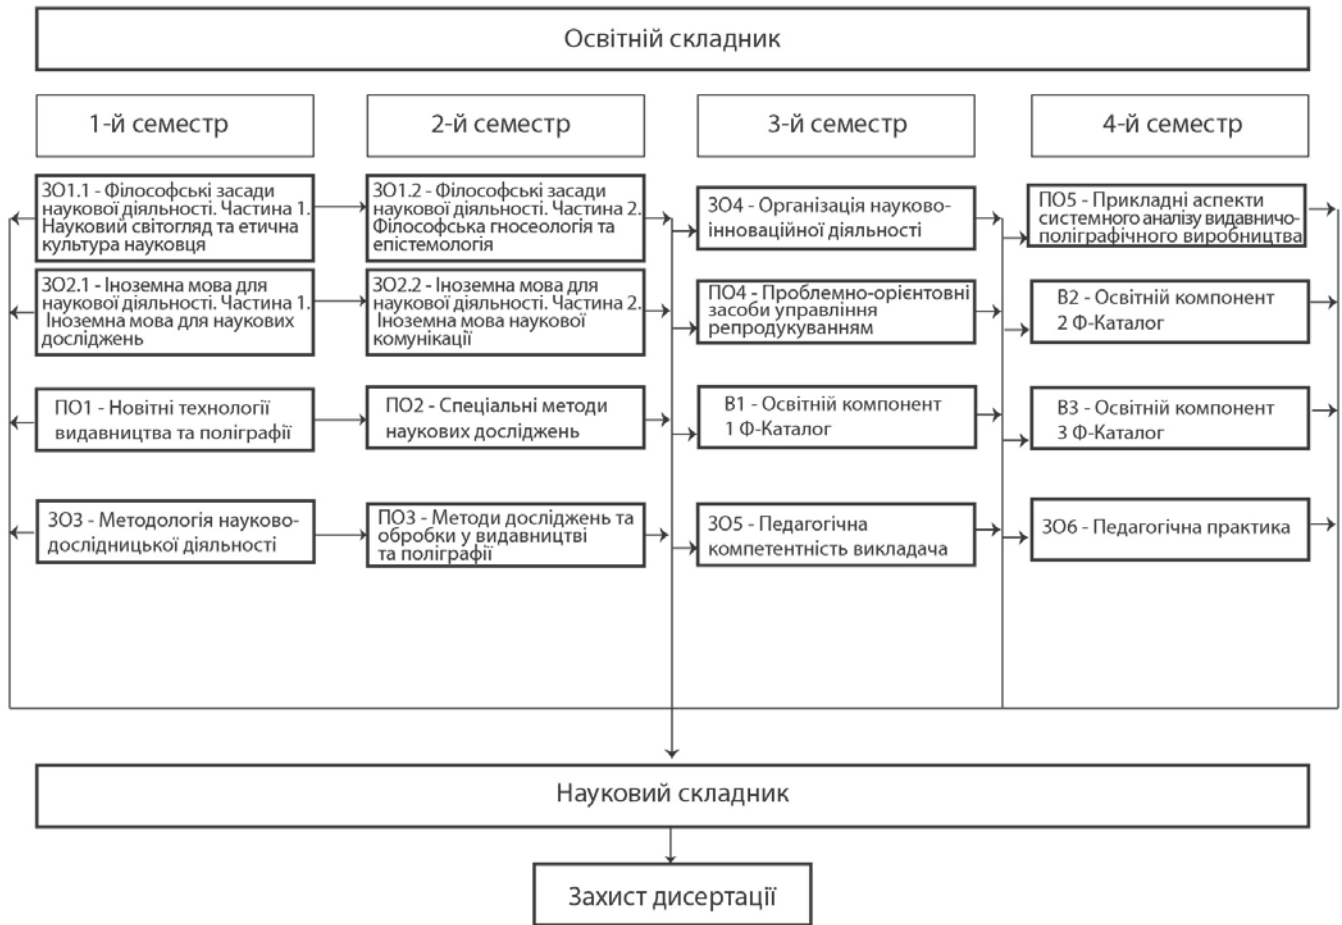 Освітній складник
1-й семестр
2-й семестр
3-й семестр
4-й семестр
ЗО1.1 - Філософські засади
наукової діяльності. Частина 1.
Науковий світогляд та етична
культура науковця
ЗО1.2 - Філософські засади
наукової діяльності. Частина 2.
Філософська гносеологія та
епістемологія
ЗО4 - Організація науково-
інноваційної діяльності
ПО5 - Прикладні аспекти
системного аналізу видавничо-
поліграфічного виробництва
ЗО2.1 - Іноземна мова для
наукової діяльності. Частина 1.
Іноземна мова для наукових
досліджень
ЗО2.2 - Іноземна мова для
наукової діяльності. Частина 2.
Іноземна мова наукової
комунікації
ПО4 - Проблемно-орієнтовні
засоби управління
репродукуванням
В2 - Освітній компонент
2 Ф-Каталог
ПО1 - Новітні технології
видавництва та поліграфії
ПО2 - Спеціальні методи
наукових досліджень
В1 - Освітній компонент
1 Ф-Каталог
В3 - Освітній компонент
3 Ф-Каталог
ЗО3 - Методологія науково-
дослідницької діяльності
ПО3 - Методи досліджень та
обробки у видавництві
та поліграфії
ЗО5 - Педагогічна
компетентність викладача
ЗО6 - Педагогічна практика
Науковий складник
Захист дисертації